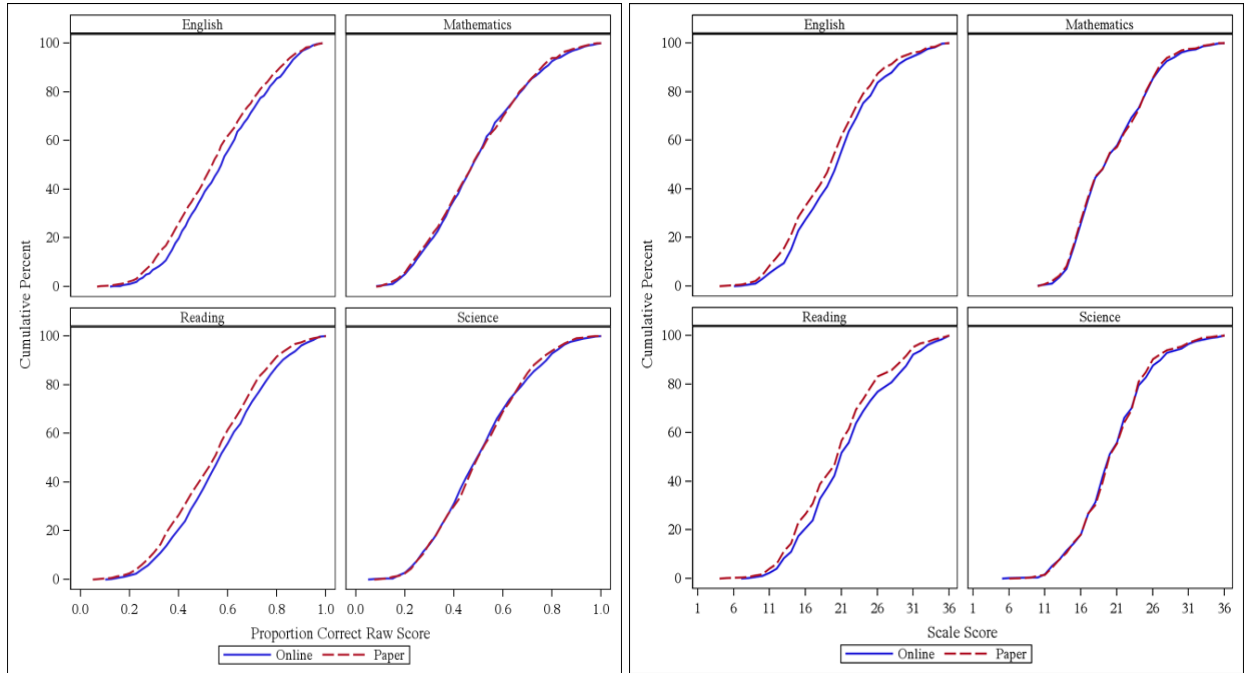 English Mathematics
100
80
60
40
20
0
Reading Science
100
80
60
40
20
0
0.0 0.2 0.4 0.6 0.8 1.0 0.0 0.2 0.4 0.6 0.8 1.0
Cumulative Percent
Proportion Correct Raw Score
Online Paper
English Mathematics
100
80
60
40
20
0
Reading Science
100
80
60
40
20
0
1 6 11 16 21 26 31 36 1 6 11 16 21 26 31 36
Cumulative Percent
Scale Score
Online Paper